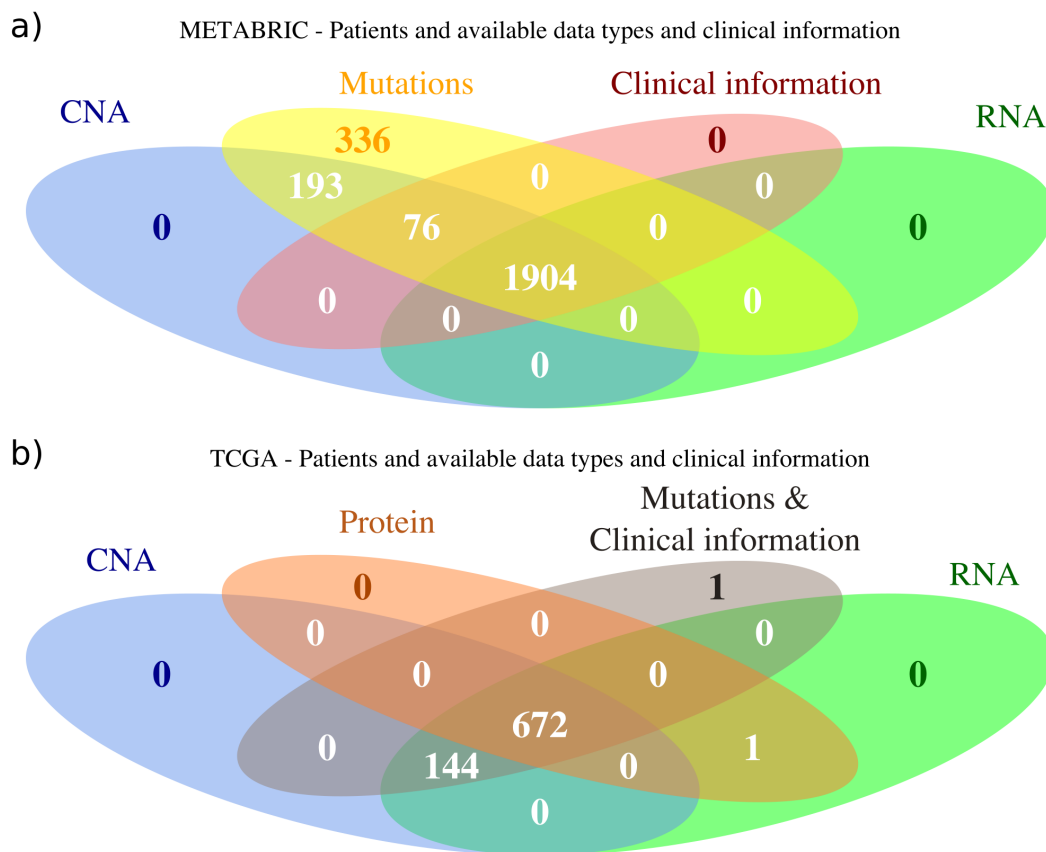 a)
METABRIC - Patients and available data types and clinical information
Mutations
Clinical information
CNA
RNA
336
0
193
0
0
0
76
0
0
1904
0
0
0
0
0
b)
TCGA - Patients and available data types and clinical information
Mutations &
Clinical information
Protein
CNA
RNA
0
1
0
0
0
0
0
0
0
672
0
144
0
1
0